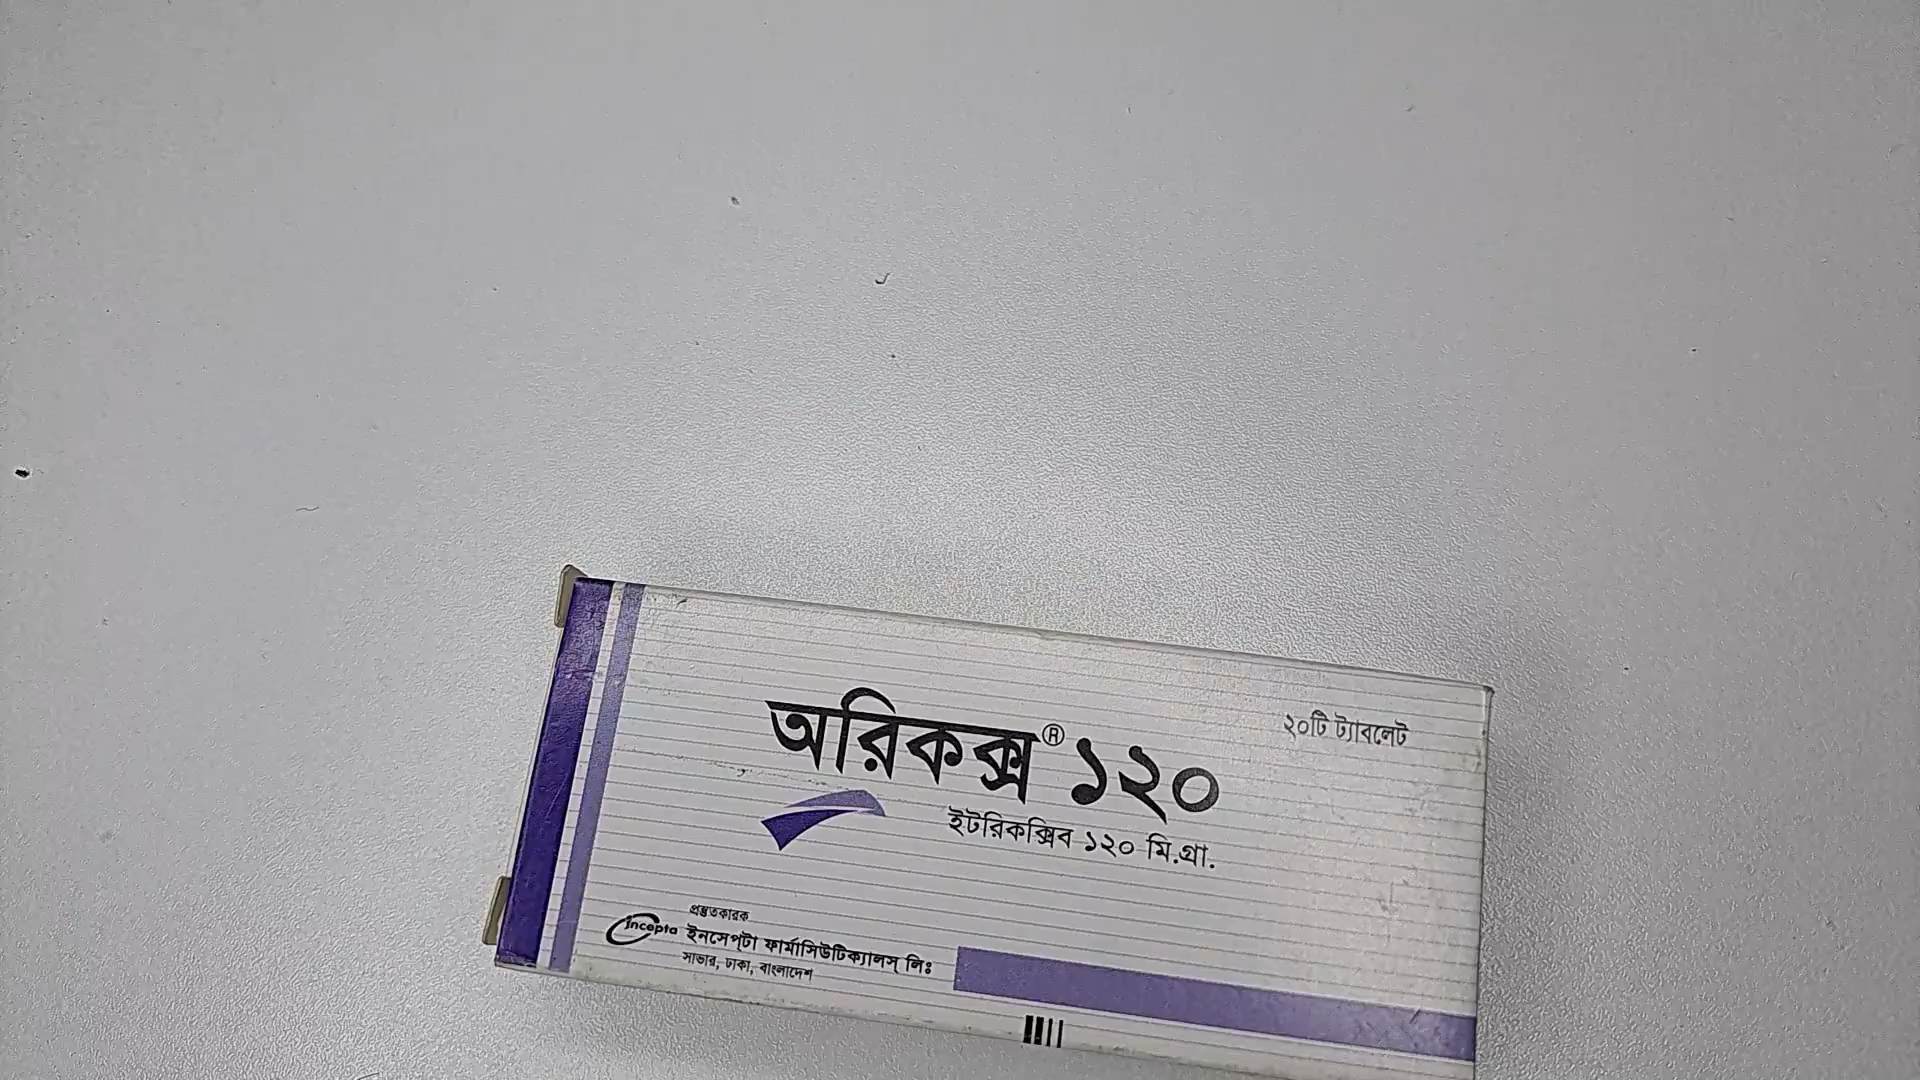 ২০টি ট্যাবলেট
অরিকক্স® ১২০
ইটরিকক্সিব ১২০ মি.গ্রা.
প্রস্তুতকারক
incepta ইনসেপ্‌টা ফার্মাসিউটিক্যালস্ লিঃ
সাভার, ঢাকা, বাংলাদেশ